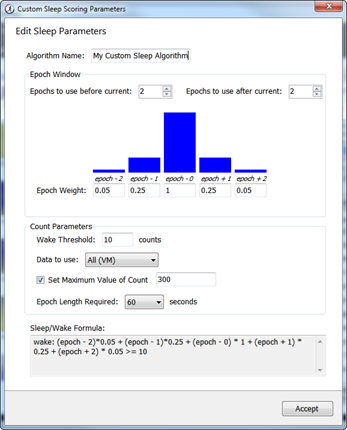 Custom Sleep Scoring Parameters
Edit Sleep Parameters
Algorithm Name: My Custom Sleep Algorithm
Epoch Window
Epochs to use before current: 2 Epochs to use after current: 2
epoch - 2 epoch - 1 epoch - 0 epoch + 1 epoch + 2
Epoch Weight: 0.05 0.25 1 0.25 0.05
Count Parameters
Wake Threshold: 10 counts
Data to use: All (VM)
Set Maximum Value of Count 300
Epoch Length Required: 60 seconds
Sleep/Wake Formula:
wake: (epoch - 2)*0.05 + (epoch - 1)*0.25 + (epoch - 0) * 1 + (epoch + 1) *
0.25 + (epoch + 2) * 0.05 >= 10
Accept